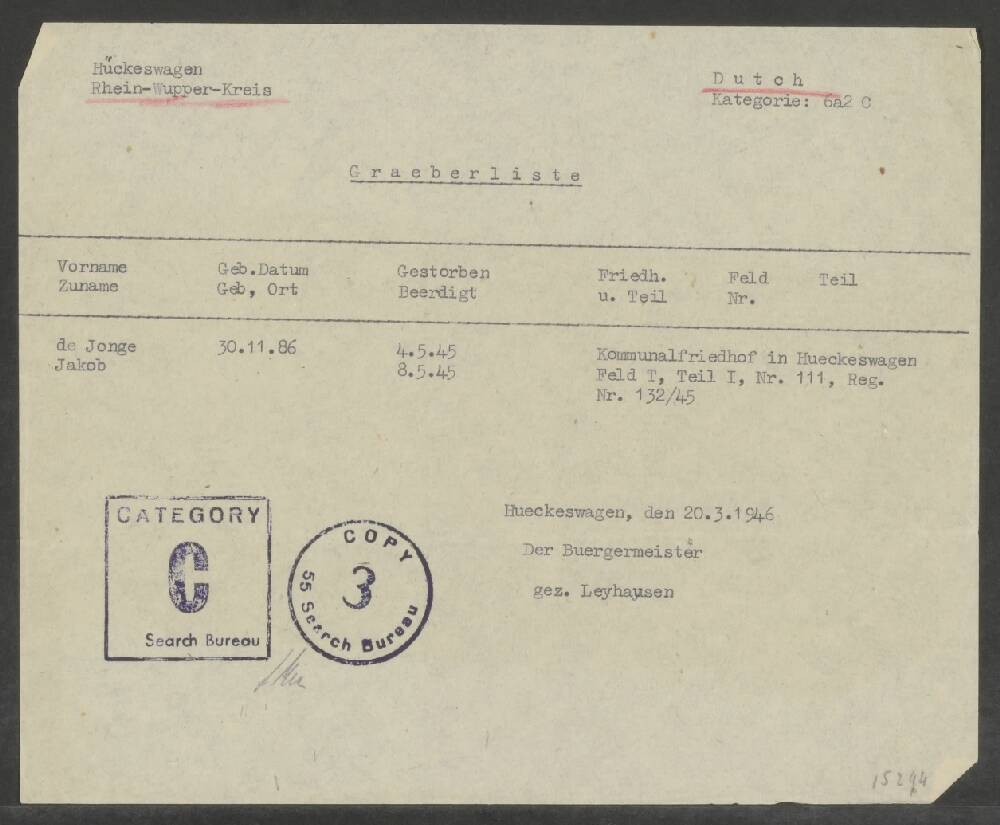 Hückeswagen
Rhein-Wupper-Kreis
D u t c h
Kategorie: 6a2 C
G r a e b e r l i s t e
Vorname Geb.Datum Gestorben Friedh. Feld Teil
Zuname Geb, Ort Beerdigt u. Teil Nr.
de Jonge 30.11.86 4.5.45 Kommunalfriedhof in Hueckeswagen
Jakob 8.5.45 Feld T, Teil I, Nr. 111, Reg.
Nr. 132/45
Hueckeswagen, den 20.3.1946
Der Buergermeister
gez. Leyhausen
CATEGORY
C
Search Bureau
COPY
3
55 Search Bureau
15294